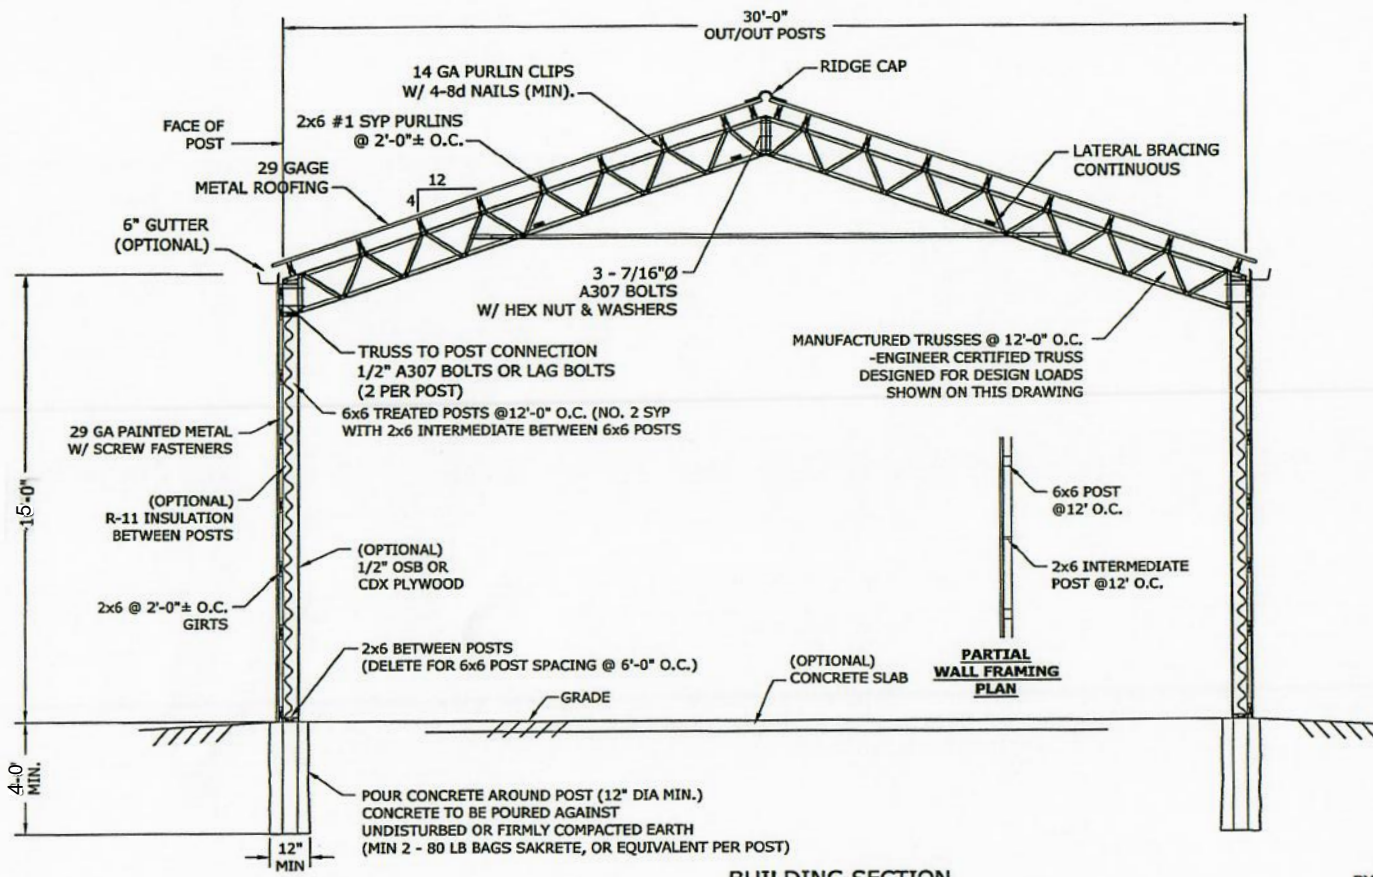 30'-0"
OUT/OUT POSTS
14 GA PURLIN CLIPS
W/ 4-8d NAILS (MIN).
RIDGE CAP
FACE OF
POST
2x6 #1 SYP PURLINS
@ 2'-0"± O.C.
29 GAGE
METAL ROOFING
12
4
LATERAL BRACING
CONTINUOUS
6" GUTTER
(OPTIONAL)
3 - 7/16"Ø
A307 BOLTS
W/ HEX NUT & WASHERS
TRUSS TO POST CONNECTION
1/2" A307 BOLTS OR LAG BOLTS
(2 PER POST)
MANUFACTURED TRUSSES @ 12'-0" O.C.
-ENGINEER CERTIFIED TRUSS
DESIGNED FOR DESIGN LOADS
SHOWN ON THIS DRAWING
6x6 TREATED POSTS @12'-0" O.C. (NO. 2 SYP
WITH 2x6 INTERMEDIATE BETWEEN 6x6 POSTS
29 GA PAINTED METAL
W/ SCREW FASTENERS
15-0"
(OPTIONAL)
R-11 INSULATION
BETWEEN POSTS
6x6 POST
@12' O.C.
(OPTIONAL)
1/2" OSB OR
CDX PLYWOOD
2x6 INTERMEDIATE
POST @12' O.C.
2x6 @ 2'-0"± O.C.
GIRTS
2x6 BETWEEN POSTS
(DELETE FOR 6x6 POST SPACING @ 6'-0" O.C.)
(OPTIONAL)
CONCRETE SLAB
PARTIAL
WALL FRAMING
PLAN
GRADE
4-0'
MIN.
POUR CONCRETE AROUND POST (12" DIA MIN.)
CONCRETE TO BE POURED AGAINST
UNDISTURBED OR FIRMLY COMPACTED EARTH
(MIN 2 - 80 LB BAGS SAKRETE, OR EQUIVALENT PER POST)
12"
MIN
BUILDING SECTION